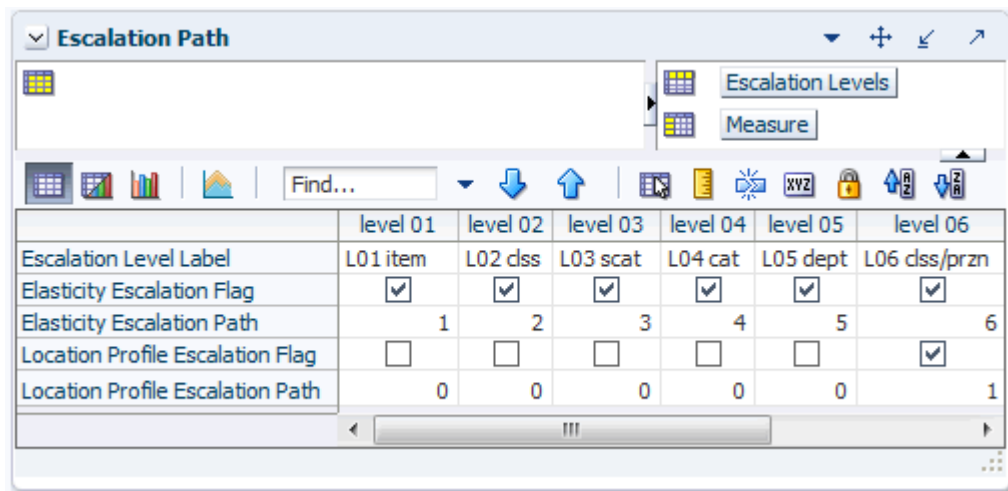 Escalation Path
Escalation Levels
Measure
Find...
XYZ
A Z
Z A
level 01 level 02 level 03 level 04 level 05 level 06
Escalation Level Label L01 item L02 clss L03 scat L04 cat L05 dept L06 clss/przn
Elasticity Escalation Flag
Elasticity Escalation Path 1 2 3 4 5 6
Location Profile Escalation Flag
Location Profile Escalation Path 0 0 0 0 0 1